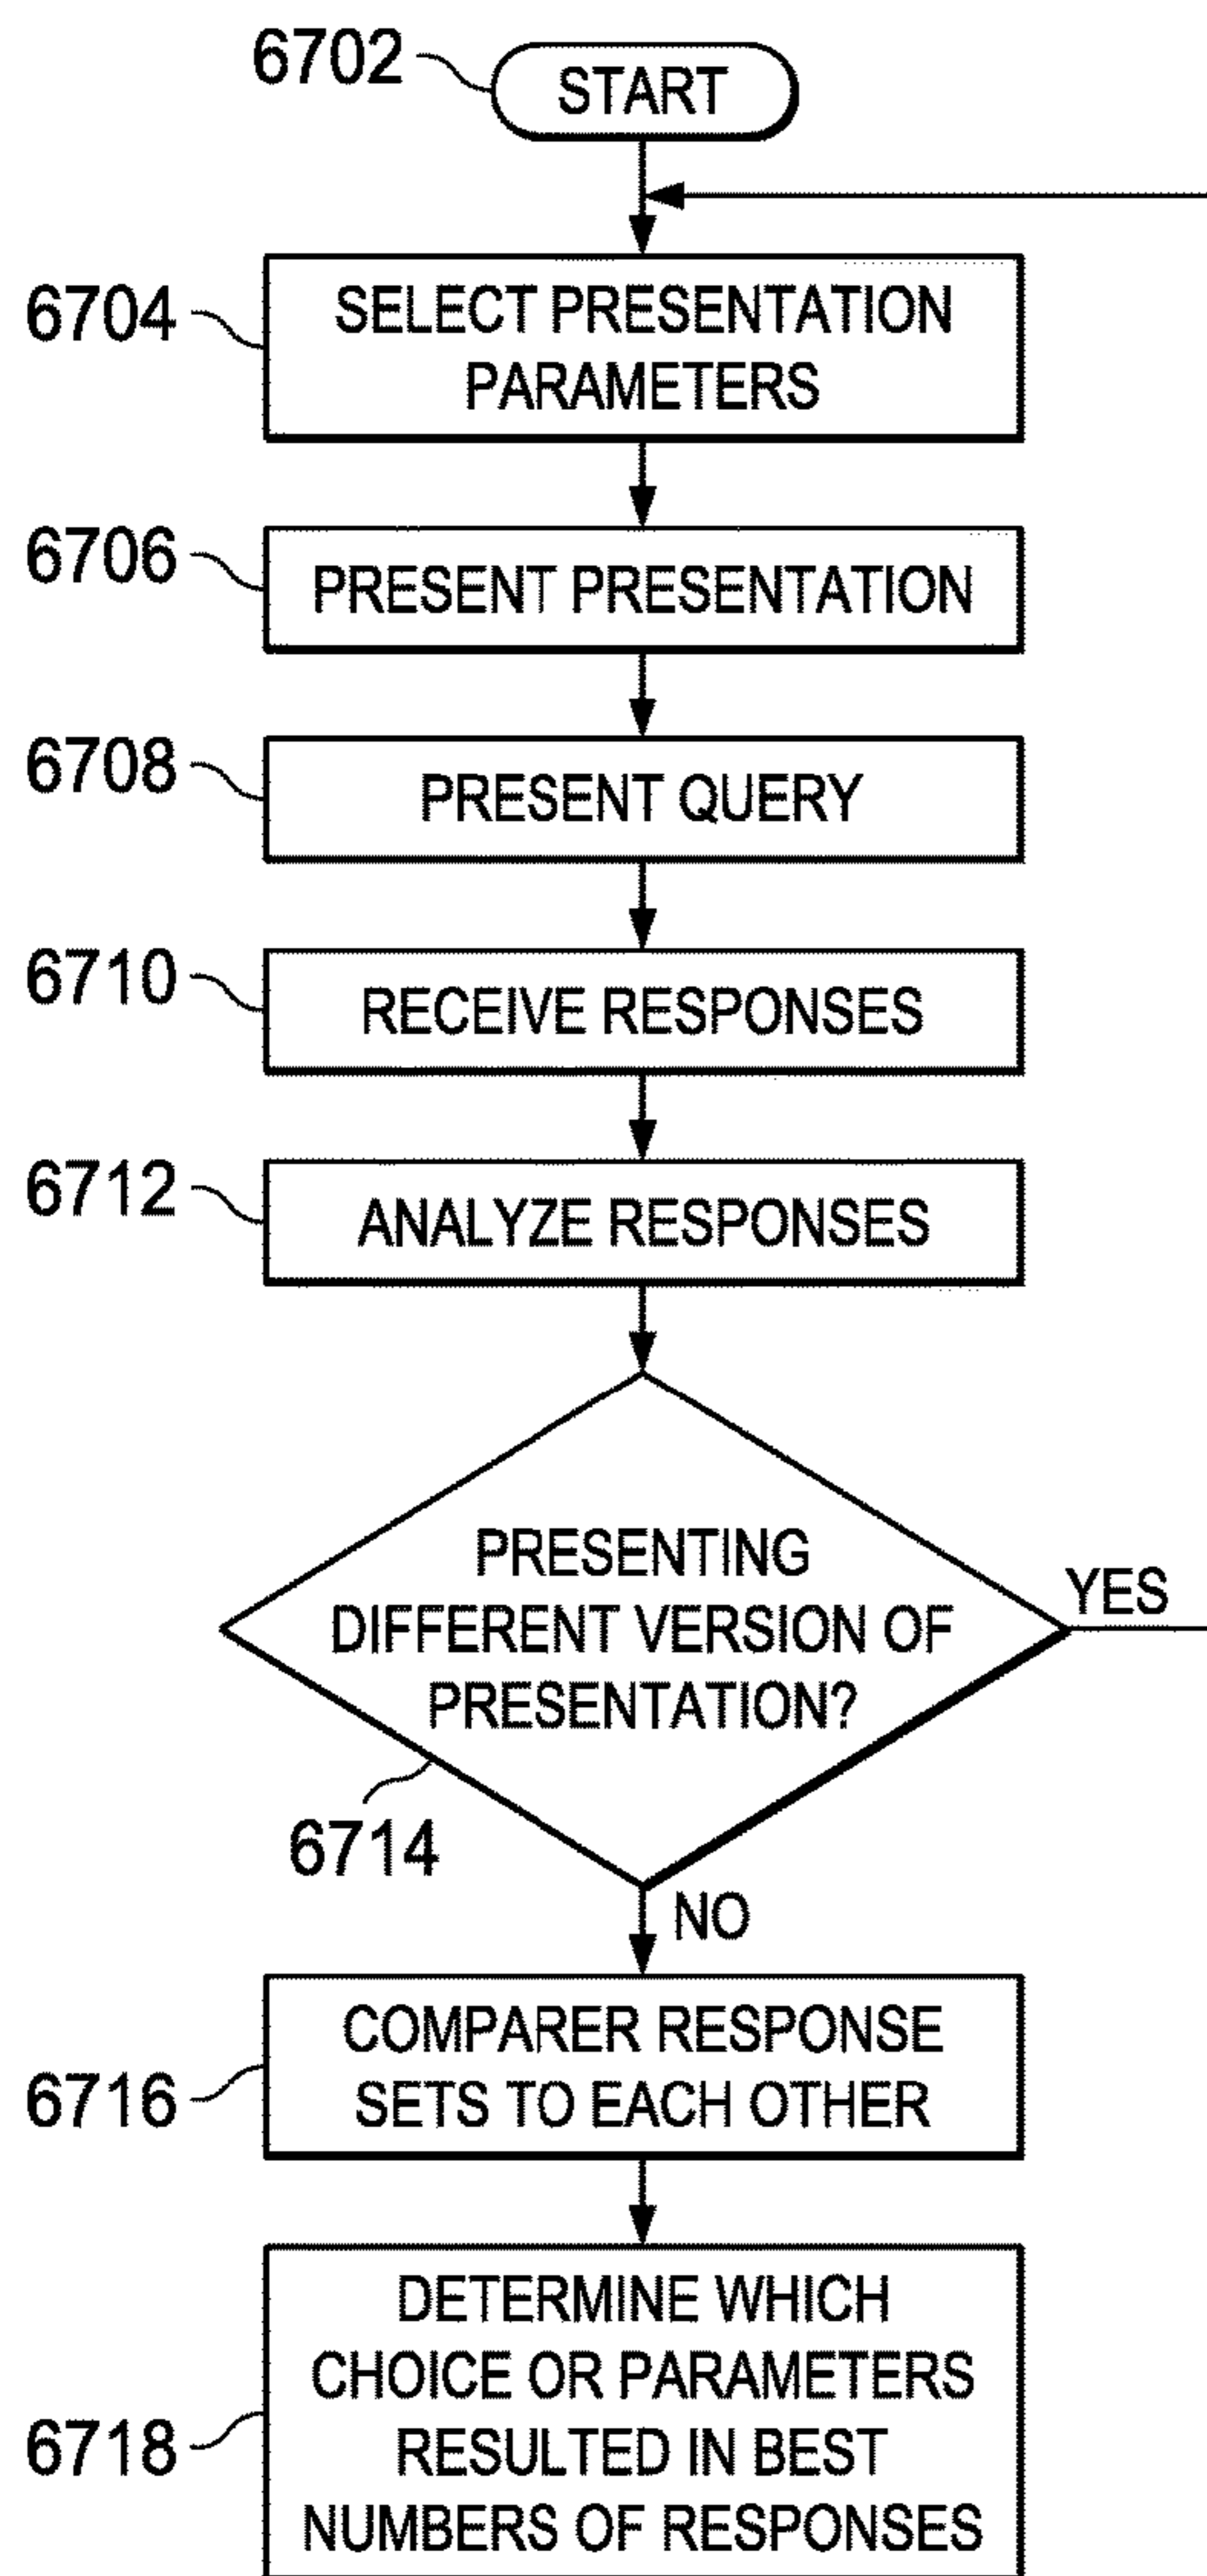 6702
START
6704
SELECT PRESENTATION
PARAMETERS
6706
PRESENT PRESENTATION
6708
PRESENT QUERY
6710
RECEIVE RESPONSES
6712
ANALYZE RESPONSES
PRESENTING
DIFFERENT VERSION OF
PRESENTATION?
YES
6714
NO
6716
COMPARER RESPONSE
SETS TO EACH OTHER
6718
DETERMINE WHICH
CHOICE OR PARAMETERS
RESULTED IN BEST
NUMBERS OF RESPONSES